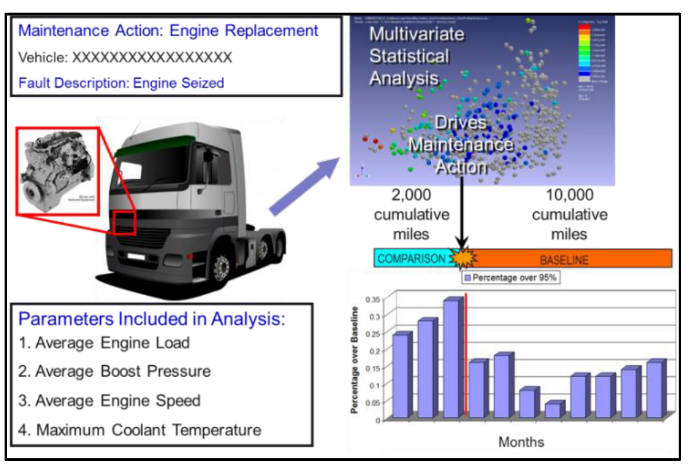 Maintenance Action: Engine Replacement
Vehicle: XXXXXXXXXXXXXXXXX
Fault Description: Engine Seized
Multivariate
Statistical
Analysis
Drives
Maintenance
Action
2,000
cumulative
miles
10,000
cumulative
miles
COMPARISON
BASELINE
Percentage over 95%
Percentage over Baseline
0.35
0.3
0.25
0.2
0.15
0.1
0.05
0
Months
Parameters Included in Analysis:
1. Average Engine Load
2. Average Boost Pressure
3. Average Engine Speed
4. Maximum Coolant Temperature